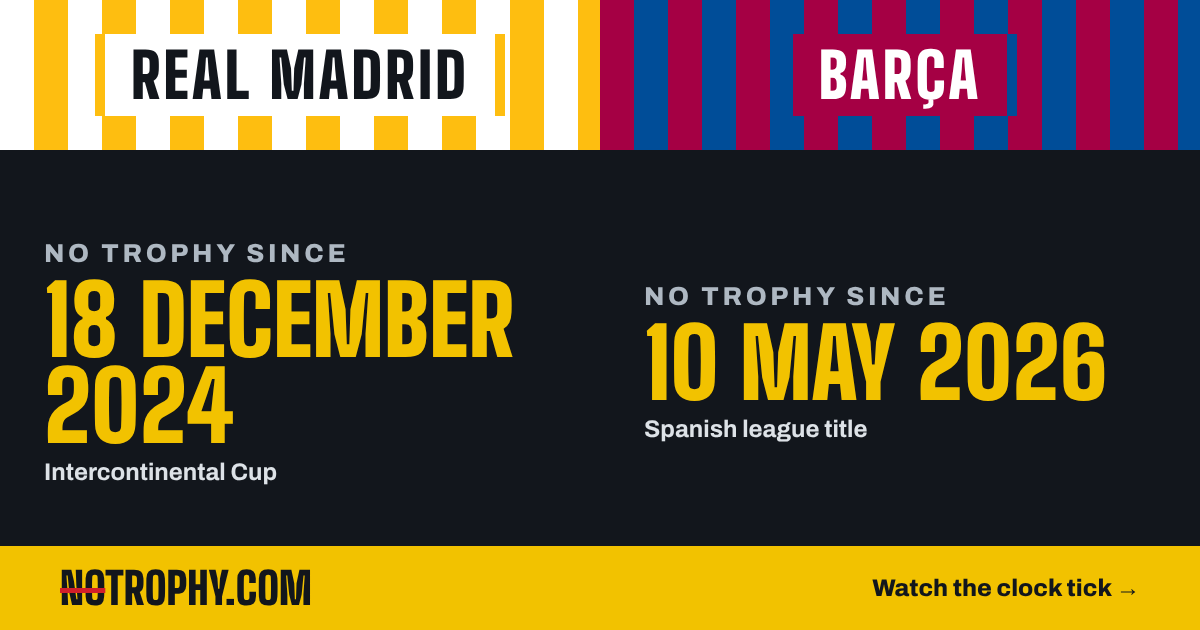 REAL MADRID
BARÇA
NO TROPHY SINCE
18 DECEMBER
2024
Intercontinental Cup
NO TROPHY SINCE
10 MAY 2026
Spanish league title
NOTROPHY.COM
Watch the clock tick →